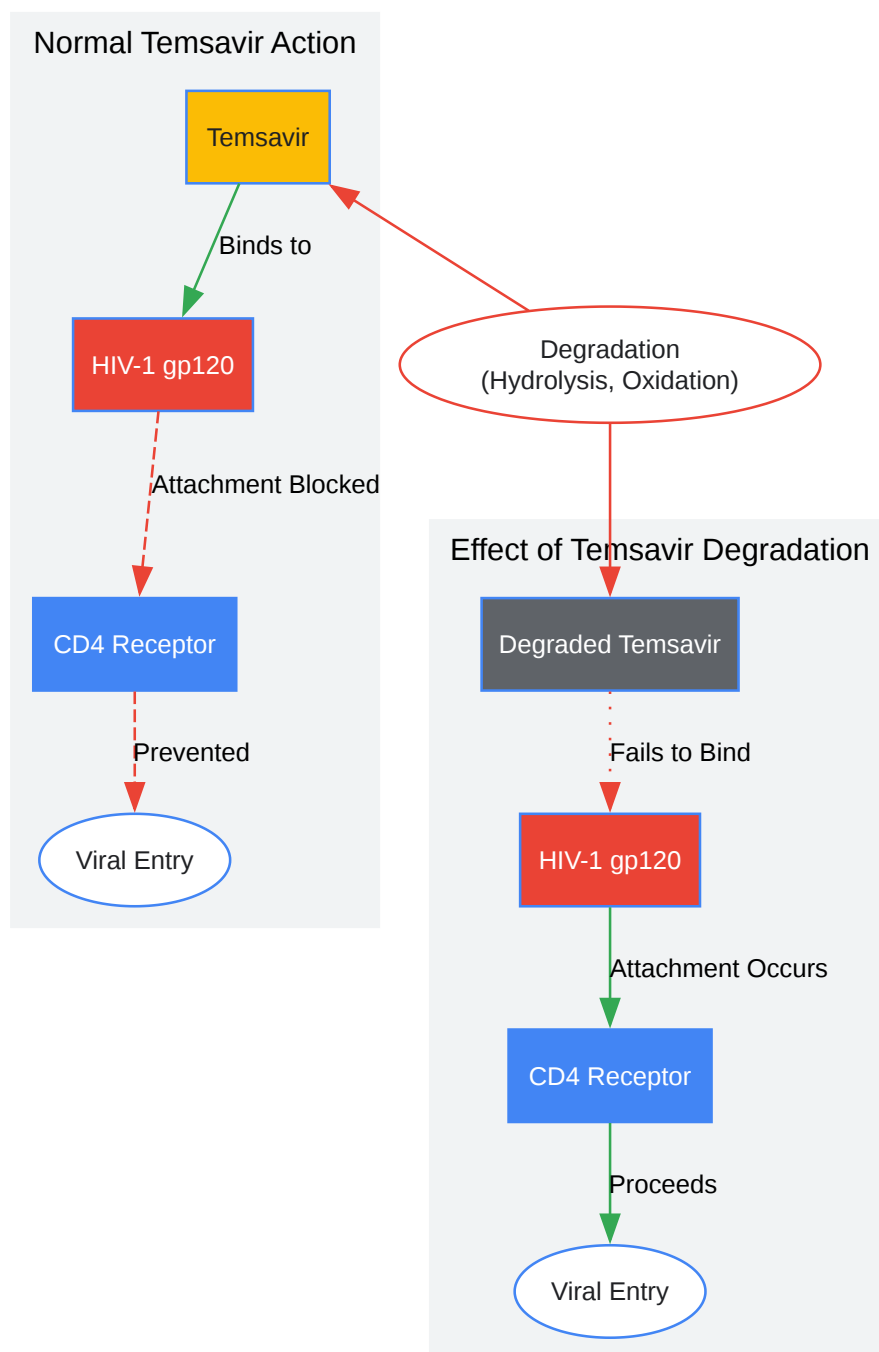 Normal Temsavir Action
Temsavir
Binds to
HIV-1 gp120
Attachment Blocked
CD4 Receptor
Prevented
Viral Entry
Degradation
(Hydrolysis, Oxidation)
Effect of Temsavir Degradation
Degraded Temsavir
Fails to Bind
HIV-1 gp120
Attachment Occurs
CD4 Receptor
Proceeds
Viral Entry